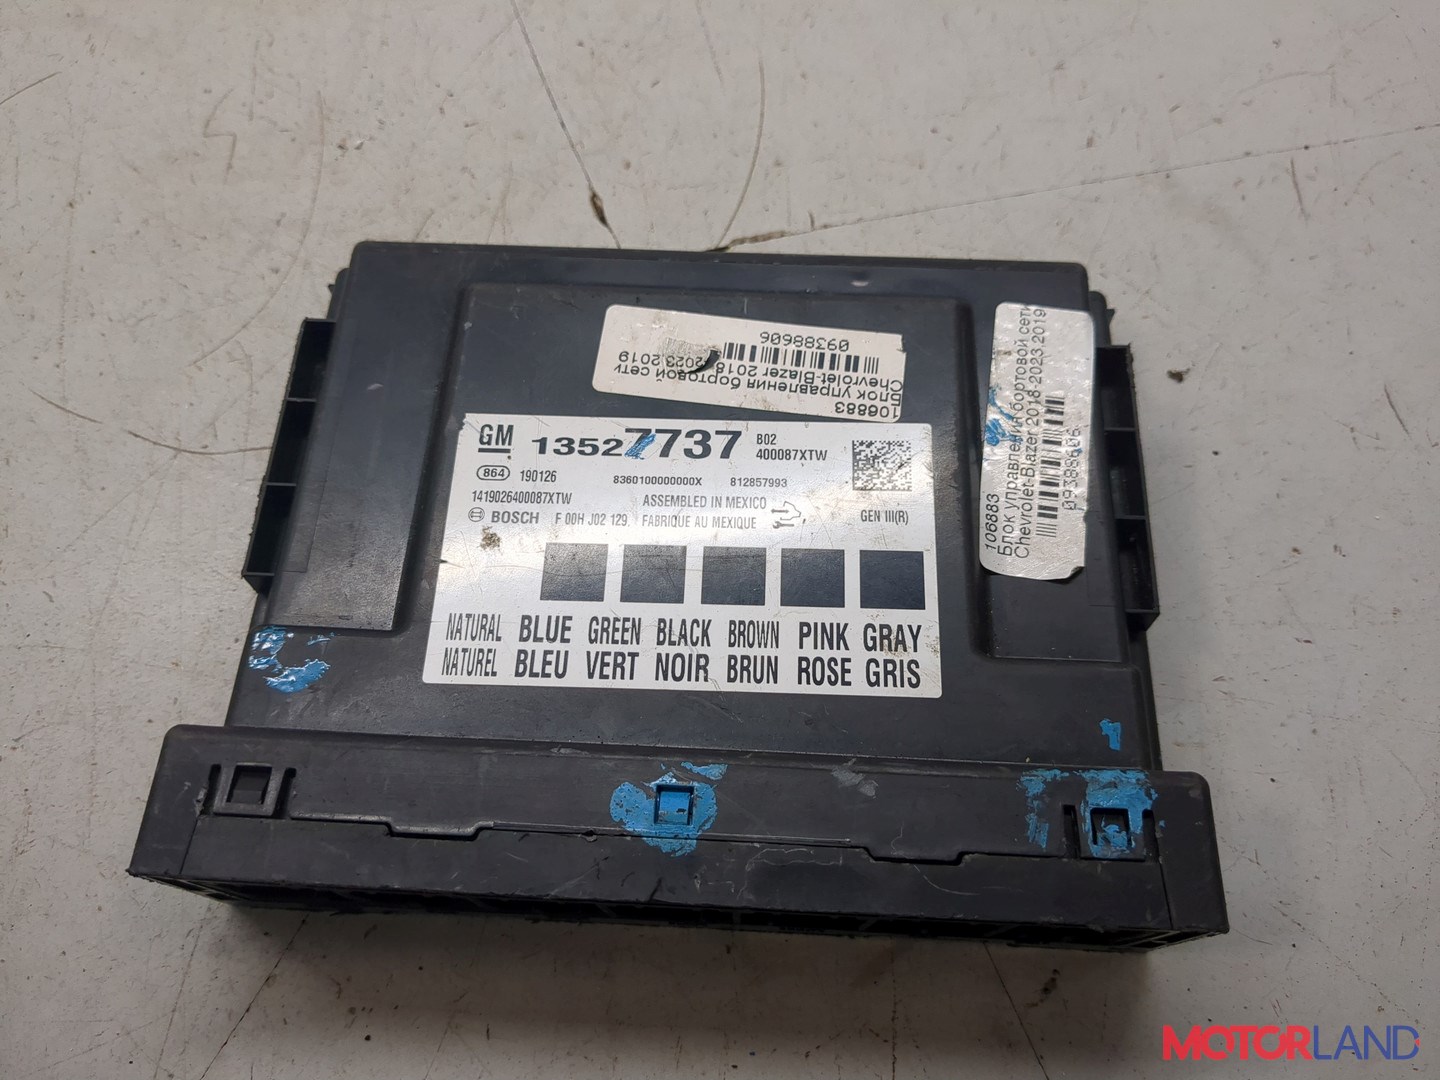 106883
Блок управления бортовой сети
Chevrolet-Blazer 2018-2023.2019
09388606
GM 13527737 B02
400087XTW
864 190126 8360100000000X 812857993
1419026400087XTW ASSEMBLED IN MEXICO
BOSCH F 00H J02 129. FABRIQUE AU MEXIQUE GEN III(R)
NATURAL BLUE GREEN BLACK BROWN PINK GRAY
NATUREL BLEU VERT NOIR BRUN ROSE GRIS
106883
Блок управления бортовой сети
Chevrolet-Blazer 2018-2023.2019
09388606
MOTORLAND